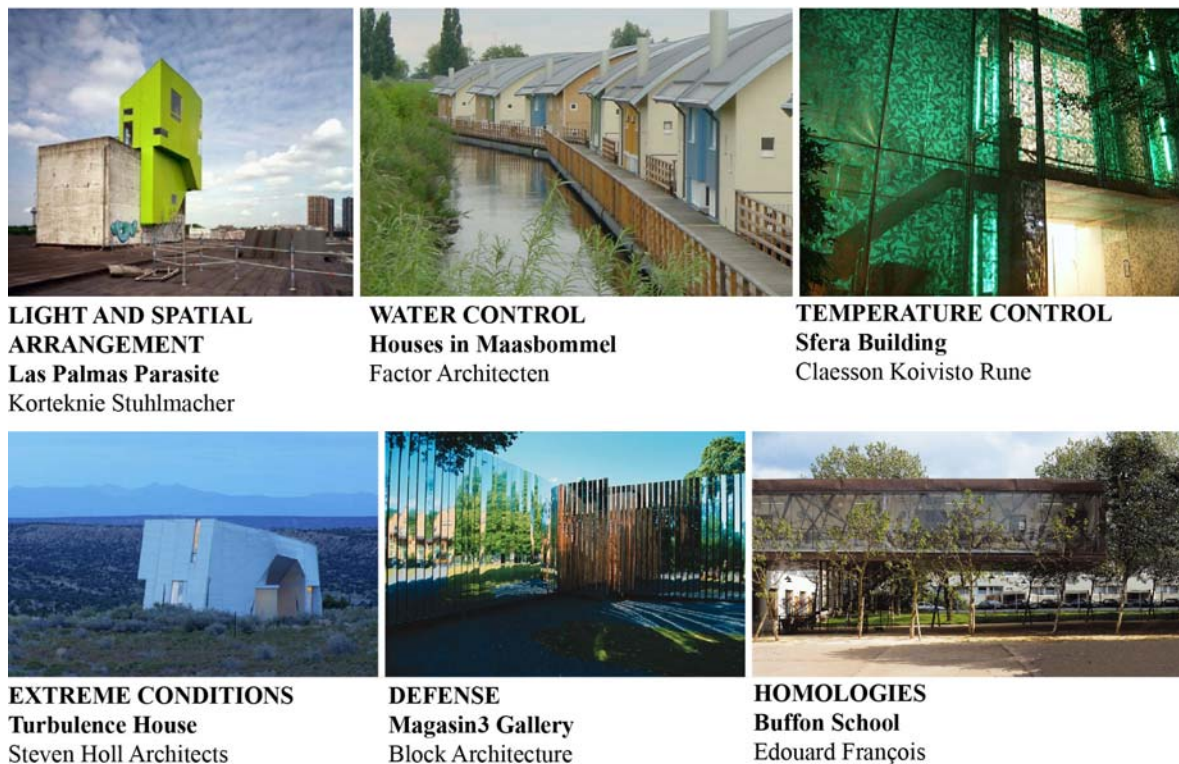 LIGHT AND SPATIAL
ARRANGEMENT
Las Palmas Parasite
Korteknie Stuhlmacher
WATER CONTROL
Houses in Maasbommel
Factor Architecten
TEMPERATURE CONTROL
Sfera Building
Claesson Koivisto Rune
EXTREME CONDITIONS
Turbulence House
Steven Holl Architects
DEFENSE
Magasin3 Gallery
Block Architecture
HOMOLOGIES
Buffon School
Edouard François